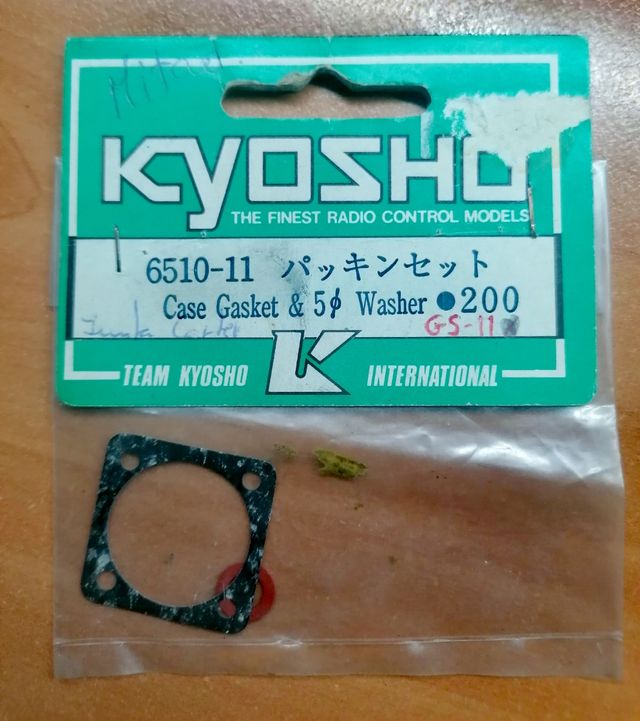 KYOSHO
THE FINEST RADIO CONTROL MODELS
6510-11 パッキンセット
Case Gasket & 5φ Washer ●200
GS-11
TEAM KYOSHO K INTERNATIONAL